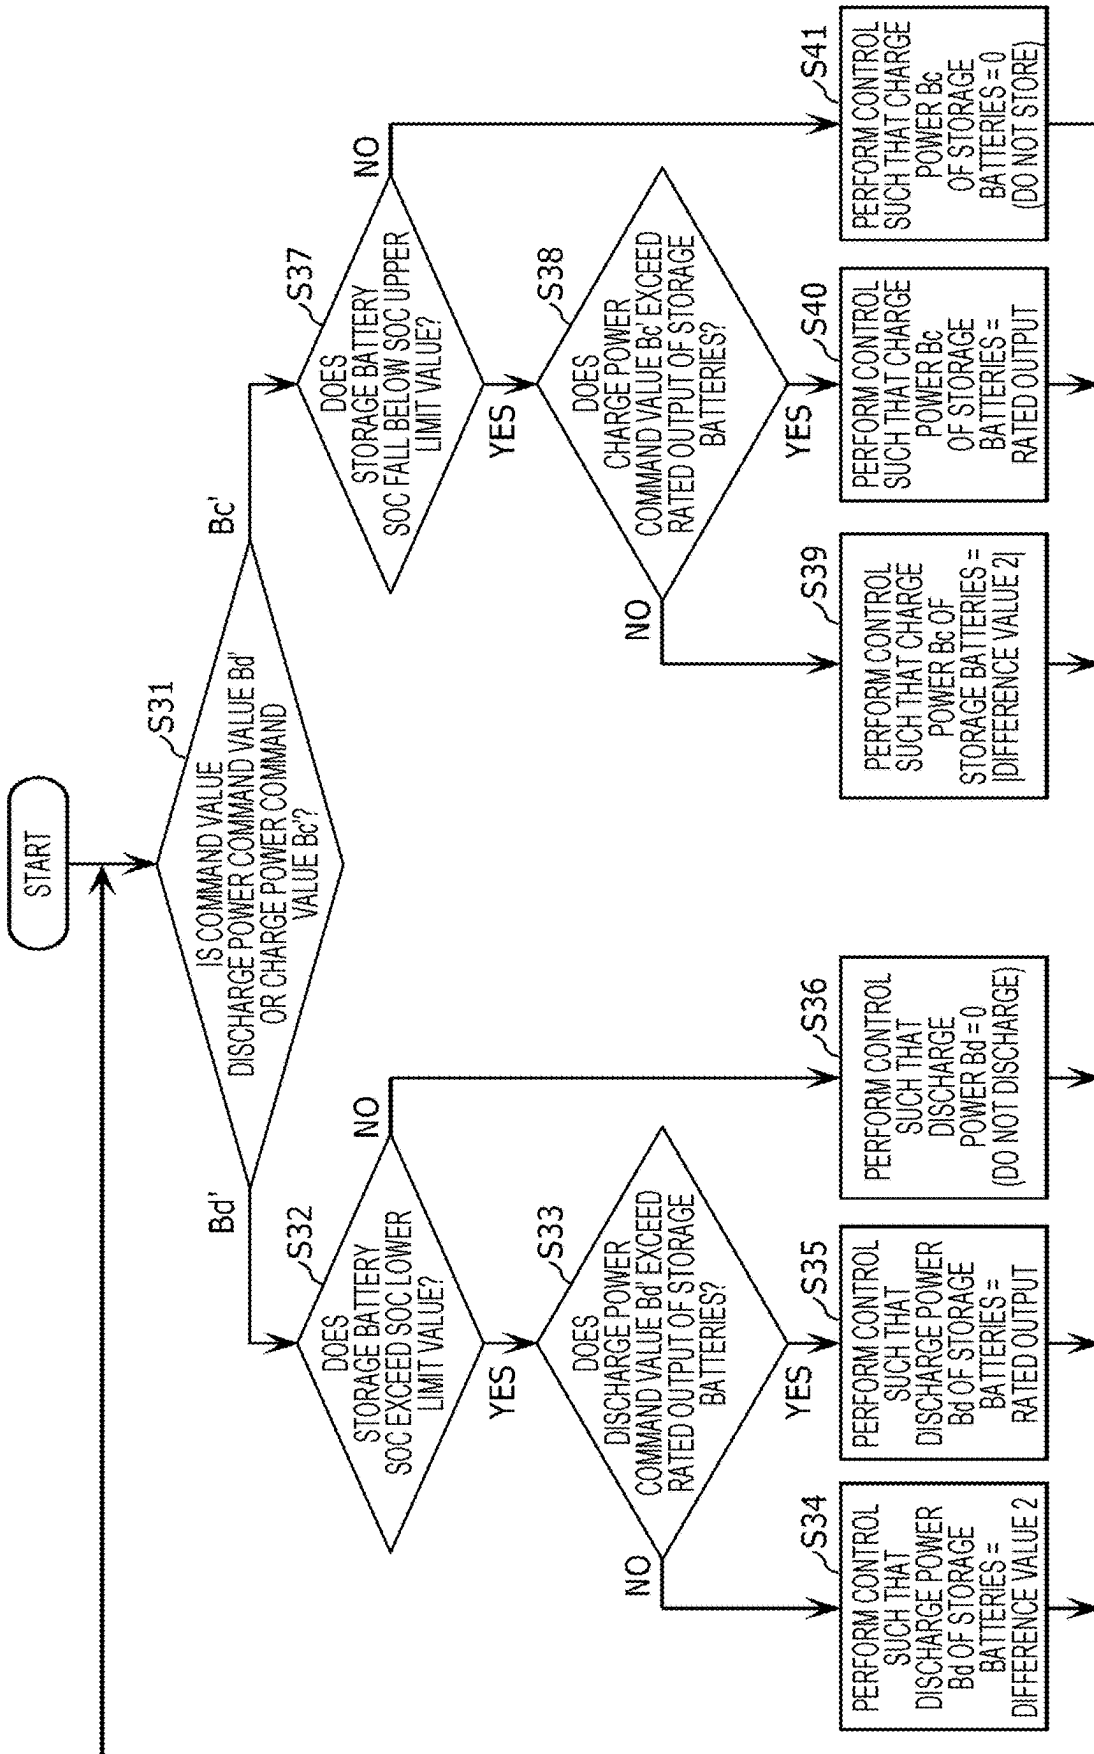 START
S31
IS COMMAND VALUE
DISCHARGE POWER COMMAND VALUE Bd'
OR CHARGE POWER COMMAND
VALUE Bc'?
Bd'
Bc'
S32
DOES
STORAGE BATTERY
SOC EXCEED SOC LOWER
LIMIT VALUE?
NO
YES
S33
DOES
DISCHARGE POWER
COMMAND VALUE Bd' EXCEED
RATED OUTPUT OF STORAGE
BATTERIES?
NO
YES
S34
PERFORM CONTROL
SUCH THAT
DISCHARGE POWER
Bd OF STORAGE
BATTERIES =
DIFFERENCE VALUE 2
S35
PERFORM CONTROL
SUCH THAT
DISCHARGE POWER
Bd OF STORAGE
BATTERIES =
RATED OUTPUT
S36
PERFORM CONTROL
SUCH THAT
DISCHARGE
POWER Bd = 0
(DO NOT DISCHARGE)
S37
DOES
STORAGE BATTERY
SOC FALL BELOW SOC UPPER
LIMIT VALUE?
NO
YES
S38
DOES
CHARGE POWER
COMMAND VALUE Bc' EXCEED
RATED OUTPUT OF STORAGE
BATTERIES?
NO
YES
S39
PERFORM CONTROL
SUCH THAT CHARGE
POWER Bc OF
STORAGE BATTERIES =
|DIFFERENCE VALUE 2|
S40
PERFORM CONTROL
SUCH THAT CHARGE
POWER Bc
OF STORAGE
BATTERIES =
RATED OUTPUT
S41
PERFORM CONTROL
SUCH THAT CHARGE
POWER Bc
OF STORAGE
BATTERIES = 0
(DO NOT STORE)